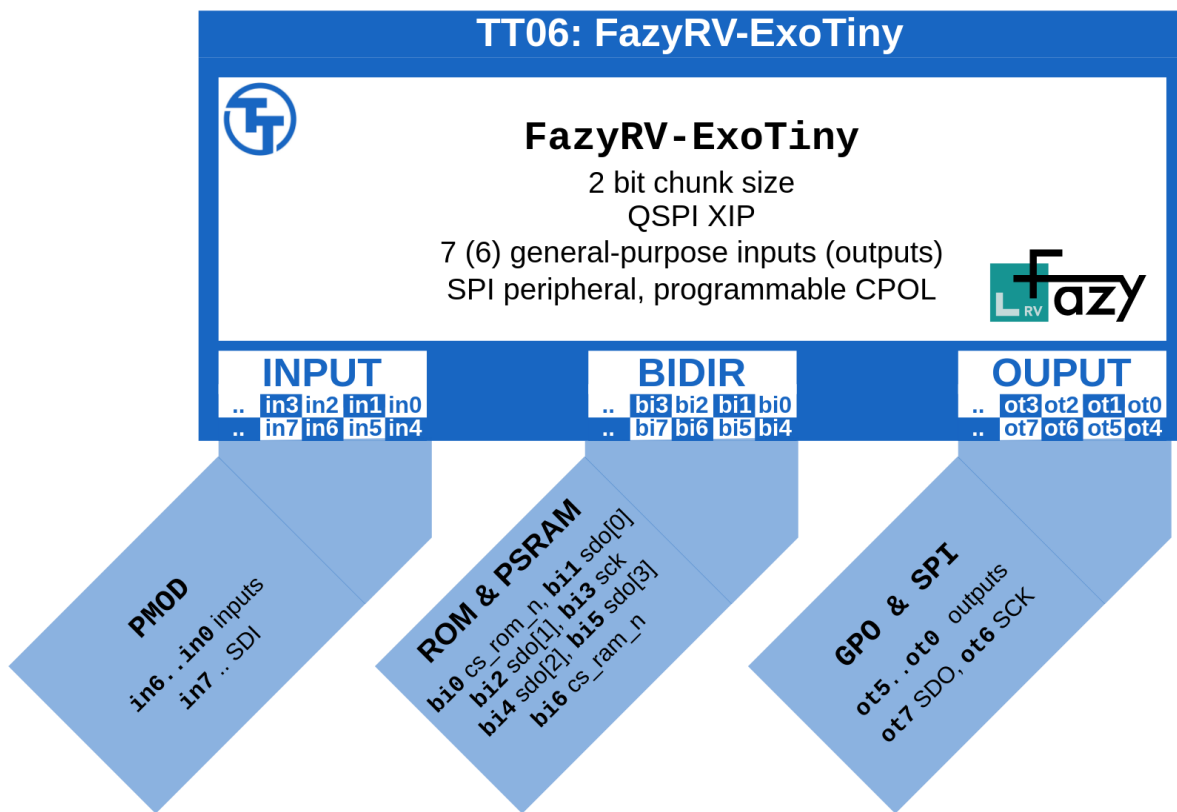 TT06: FazyRV-ExoTiny
TT
FazyRV-ExoTiny
2 bit chunk size
QSPI XIP
7 (6) general-purpose inputs (outputs)
SPI peripheral, programmable CPOL
Fazy
RV
INPUT
.. in3 in2 in1 in0
.. in7 in6 in5 in4
BIDIR
.. bi3 bi2 bi1 bi0
.. bi7 bi6 bi5 bi4
OUPUT
.. ot3 ot2 ot1 ot0
.. ot7 ot6 ot5 ot4
PMOD
in6..in0 inputs
in7 .. SDI
ROM & PSRAM
bi0 cs_rom_n, bi1 sdo[0]
bi2 sdo[1], bi3 sck
bi4 sdo[2], bi5 sdo[3]
bi6 cs_ram_n
GPO & SPI
ot5...ot0 outputs
ot7 SDO, ot6 SCK